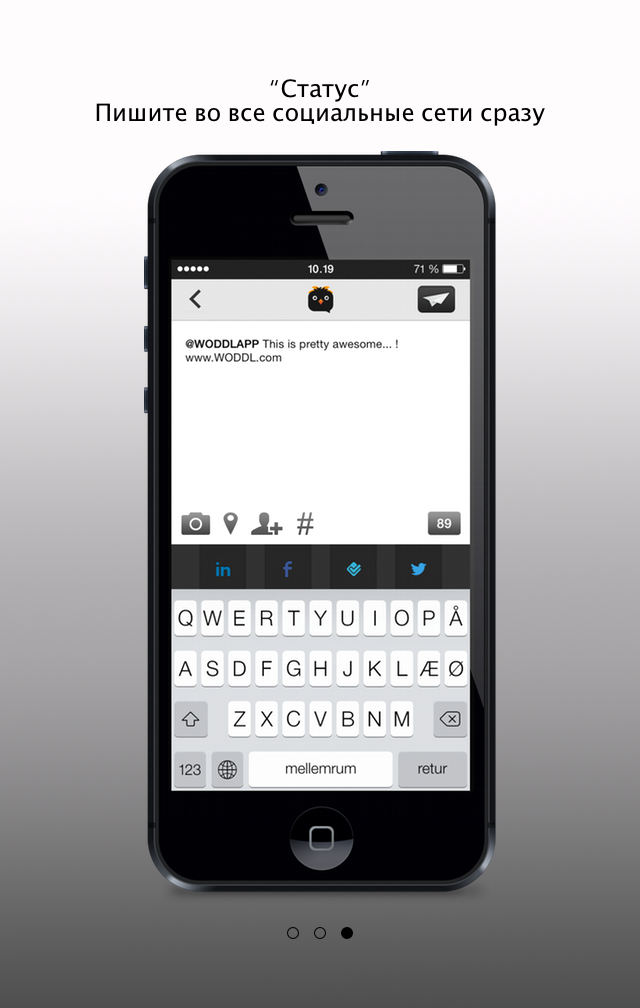 “Статус”
Пишите во все социальные сети сразу
10.19
71 %
@WODDLAPP This is pretty awesome... !
www.WODDL.com
#
89
in f
Q W E R T Y U I O P Å
A S D F G H J K L Æ Ø
Z X C V B N M
123 mellemrum retur